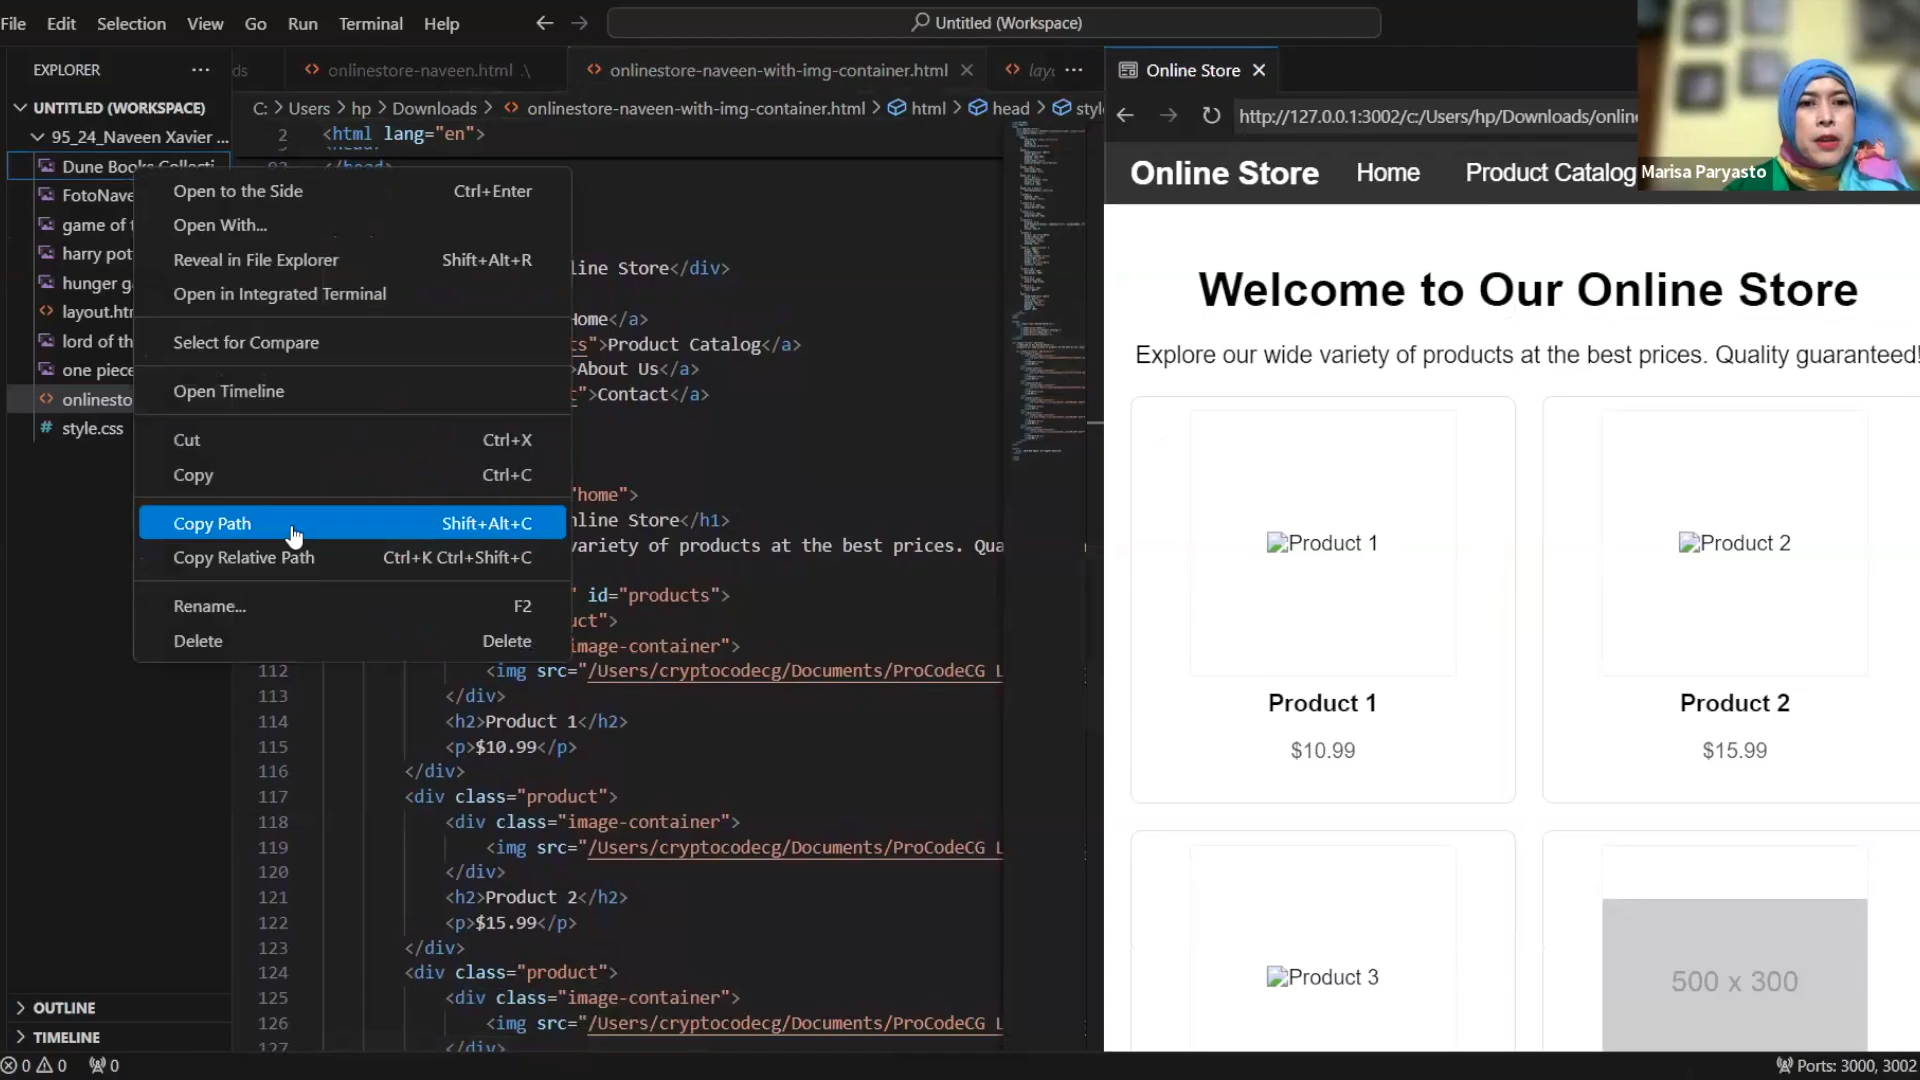 File Edit Selection View Go Run Terminal Help
Untitled (Workspace)
EXPLORER
ds
onlinestore-naveen.html .\
onlinestore-naveen-with-img-container.html
Online Store
UNTITLED (WORKSPACE)
C: > Users > hp > Downloads > onlinestore-naveen-with-img-container.html > html > head > style
http://127.0.0.1:3002/c:/Users/hp/Downloads/online
95_24_Naveen Xavier ...
2 <html lang="en">
Dune Books Collecti
</head>
FotoNave
game of t
harry pot
hunger g
layout.htr
lord of th
one piece
onlinesto
style.css
Open to the Side Ctrl+Enter
Open With...
Reveal in File Explorer Shift+Alt+R
Open in Integrated Terminal
Select for Compare
Open Timeline
Cut Ctrl+X
Copy Ctrl+C
Copy Path Shift+Alt+C
Copy Relative Path Ctrl+K Ctrl+Shift+C
Rename... F2
Delete Delete
line Store</div>
Home</a>
ts">Product Catalog</a>
>About Us</a>
t">Contact</a>
"home">
nline Store</h1>
variety of products at the best prices. Qua
" id="products">
uct">
image-container">
112 <img src="/Users/cryptocodecg/Documents/ProCodeCG L
113 </div>
114 <h2>Product 1</h2>
115 <p>$10.99</p>
116 </div>
117 <div class="product">
118 <div class="image-container">
119 <img src="/Users/cryptocodecg/Documents/ProCodeCG L
120 </div>
121 <h2>Product 2</h2>
122 <p>$15.99</p>
123 </div>
124 <div class="product">
125 <div class="image-container">
126 <img src="/Users/cryptocodecg/Documents/ProCodeCG L
127 </div>
OUTLINE
TIMELINE
0 0 0
Online Store Home Product Catalog
Marisa Paryasto
Welcome to Our Online Store
Explore our wide variety of products at the best prices. Quality guaranteed!
Product 1
Product 2
Product 1
Product 2
$10.99
$15.99
Product 3
500 x 300
Ports: 3000, 3002